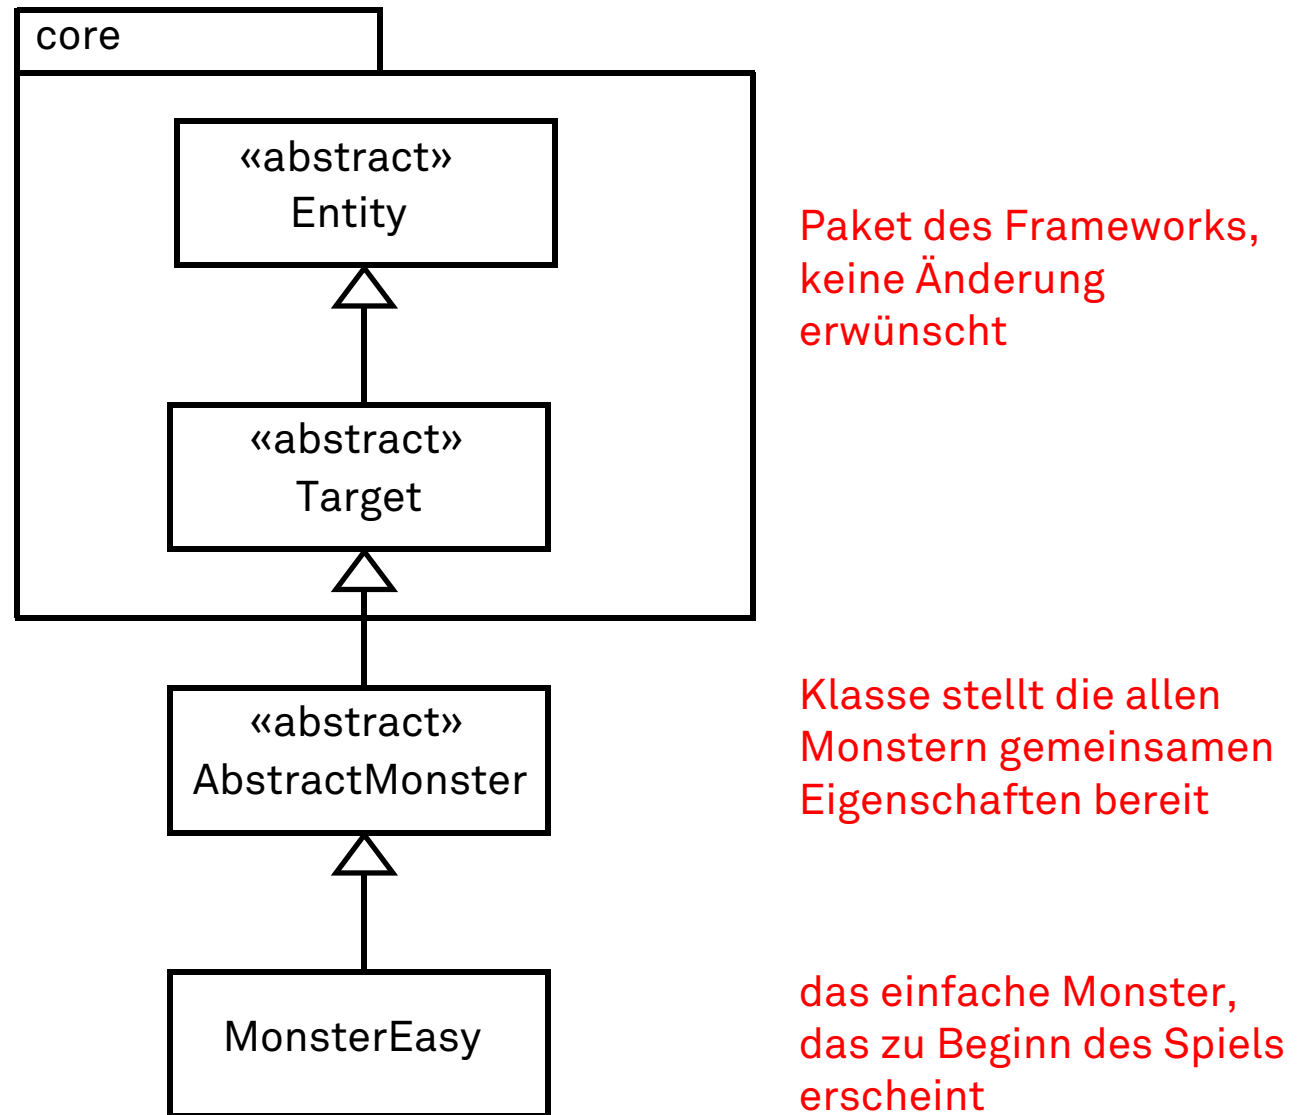 core
«abstract»
Entity
Paket des Frameworks,
keine Änderung
erwünscht
«abstract»
Target
«abstract»
AbstractMonster
Klasse stellt die allen
Monstern gemeinsamen
Eigenschaften bereit
MonsterEasy
das einfache Monster,
das zu Beginn des Spiels
erscheint